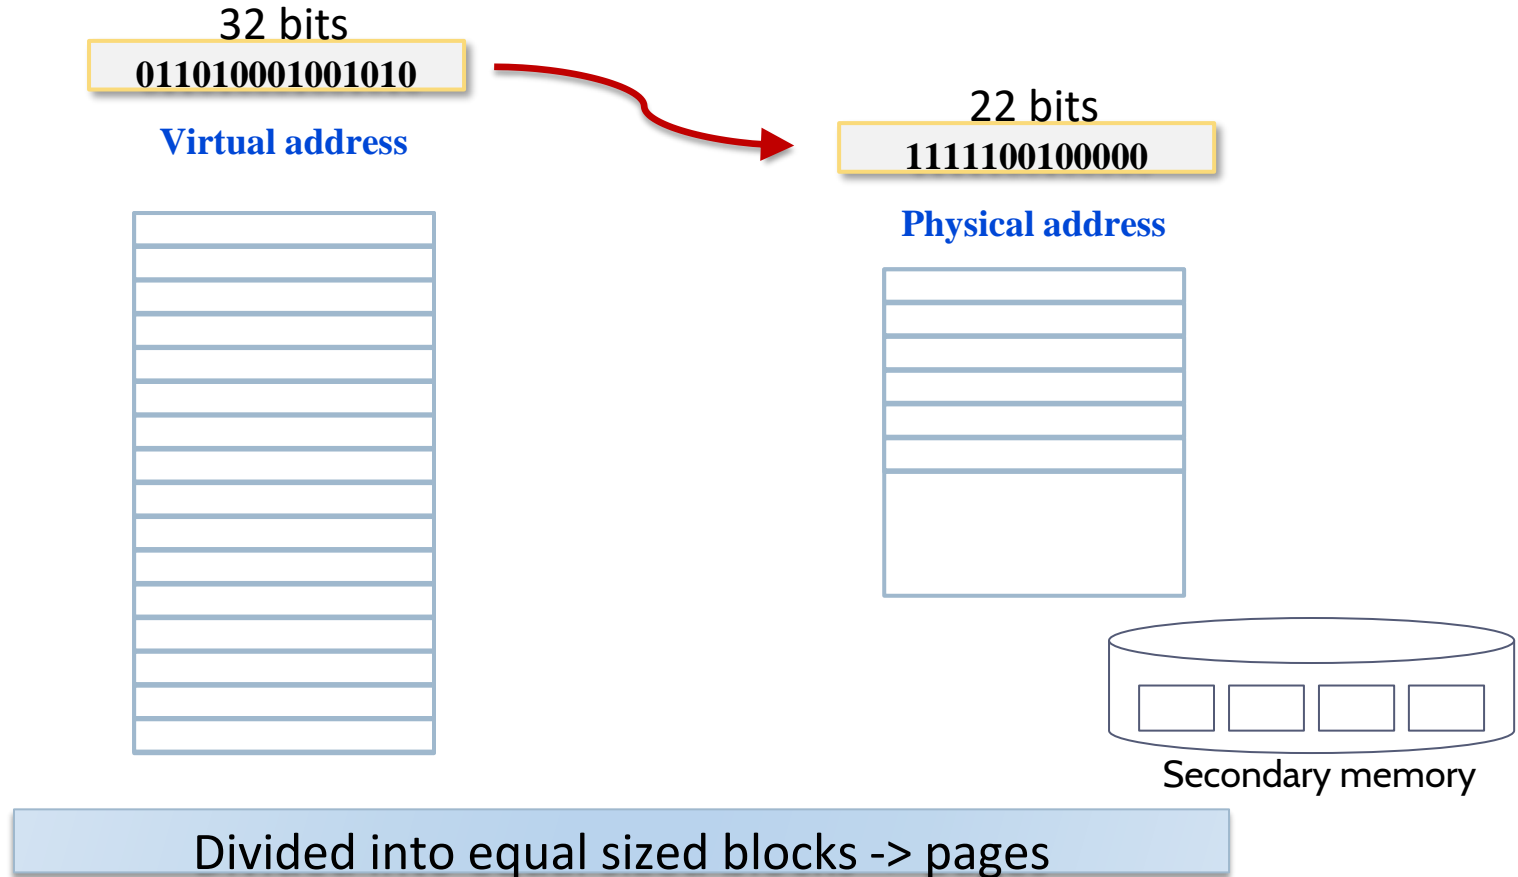 32 bits
011010001001010
Virtual address
22 bits
1111100100000
Physical address
Secondary memory
Divided into equal sized blocks -> pages